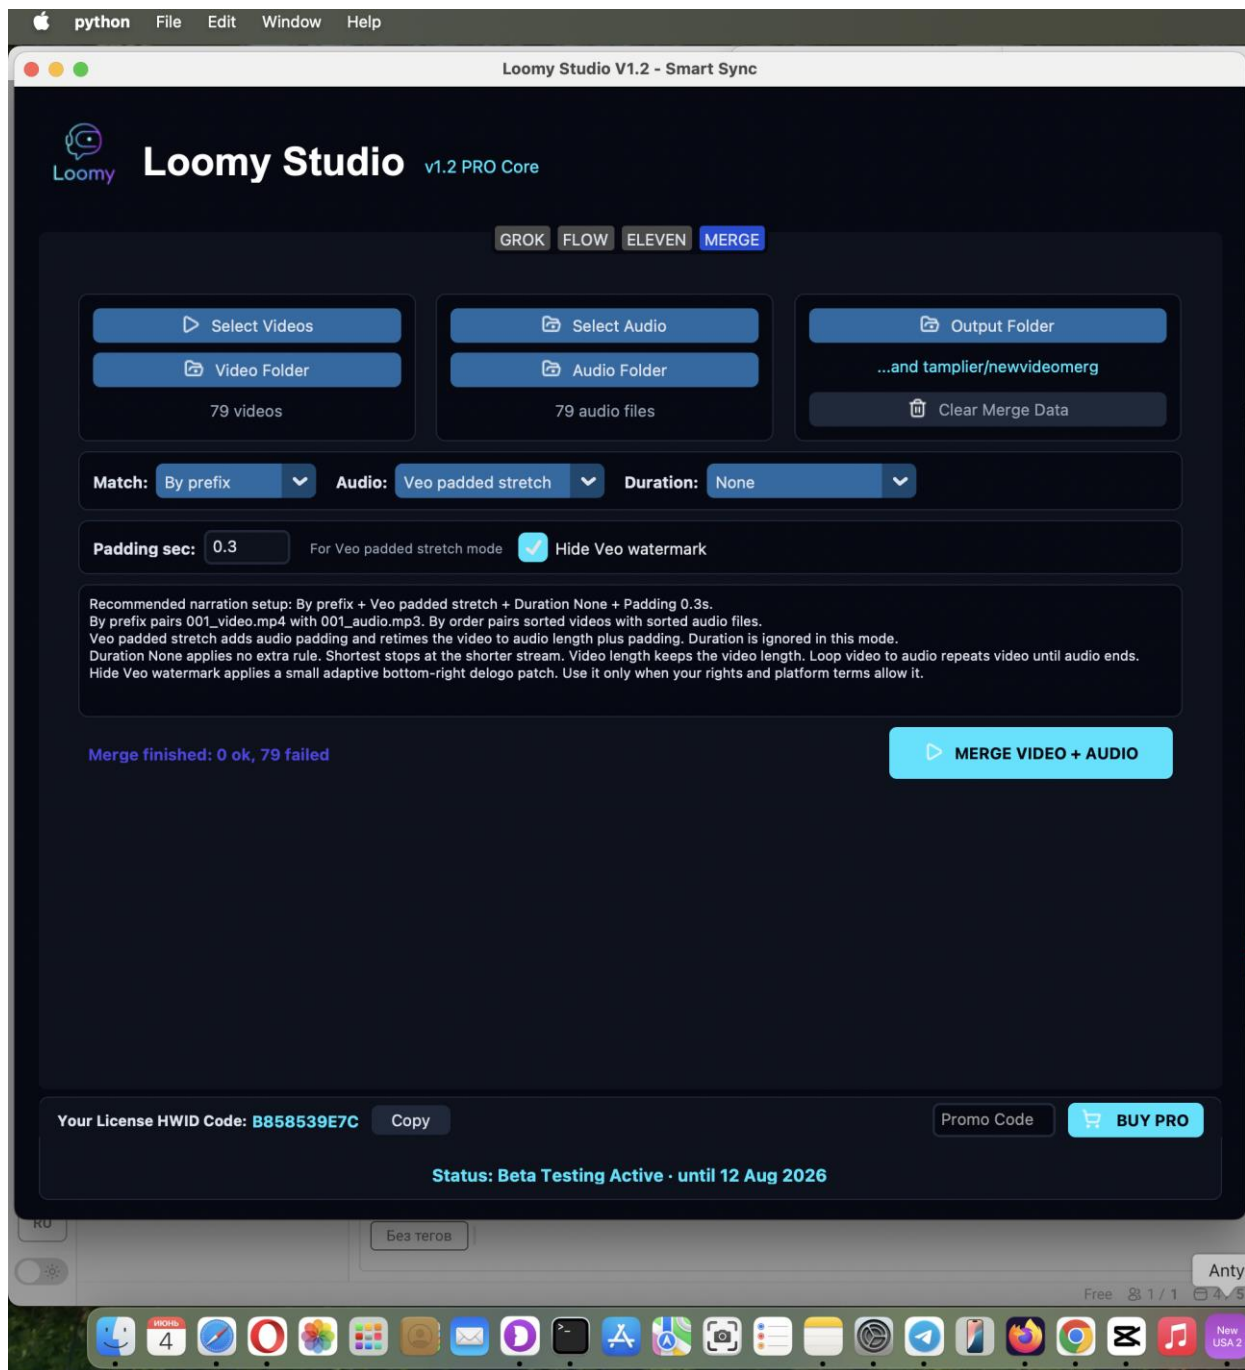 python File Edit Window Help
Loomy Studio V1.2 - Smart Sync
Loomy
Loomy Studio v1.2 PRO Core
GROK FLOW ELEVEN MERGE
Select Videos
Video Folder
79 videos
Select Audio
Audio Folder
79 audio files
Output Folder
...and tamplier/newvideomerg
Clear Merge Data
Match: By prefix Audio: Veo padded stretch Duration: None
Padding sec: 0.3 For Veo padded stretch mode Hide Veo watermark
Recommended narration setup: By prefix + Veo padded stretch + Duration None + Padding 0.3s.
By prefix pairs 001_video.mp4 with 001_audio.mp3. By order pairs sorted videos with sorted audio files.
Veo padded stretch adds audio padding and retimes the video to audio length plus padding. Duration is ignored in this mode.
Duration None applies no extra rule. Shortest stops at the shorter stream. Video length keeps the video length. Loop video to audio repeats video until audio ends.
Hide Veo watermark applies a small adaptive bottom-right delogo patch. Use it only when your rights and platform terms allow it.
Merge finished: 0 ok, 79 failed
MERGE VIDEO + AUDIO
Your License HWID Code: B858539E7C Copy
Promo Code BUY PRO
Status: Beta Testing Active · until 12 Aug 2026
RU
Без тегов
Anty
Free 1 / 1
ИЮНЬ
4
New
USA 2